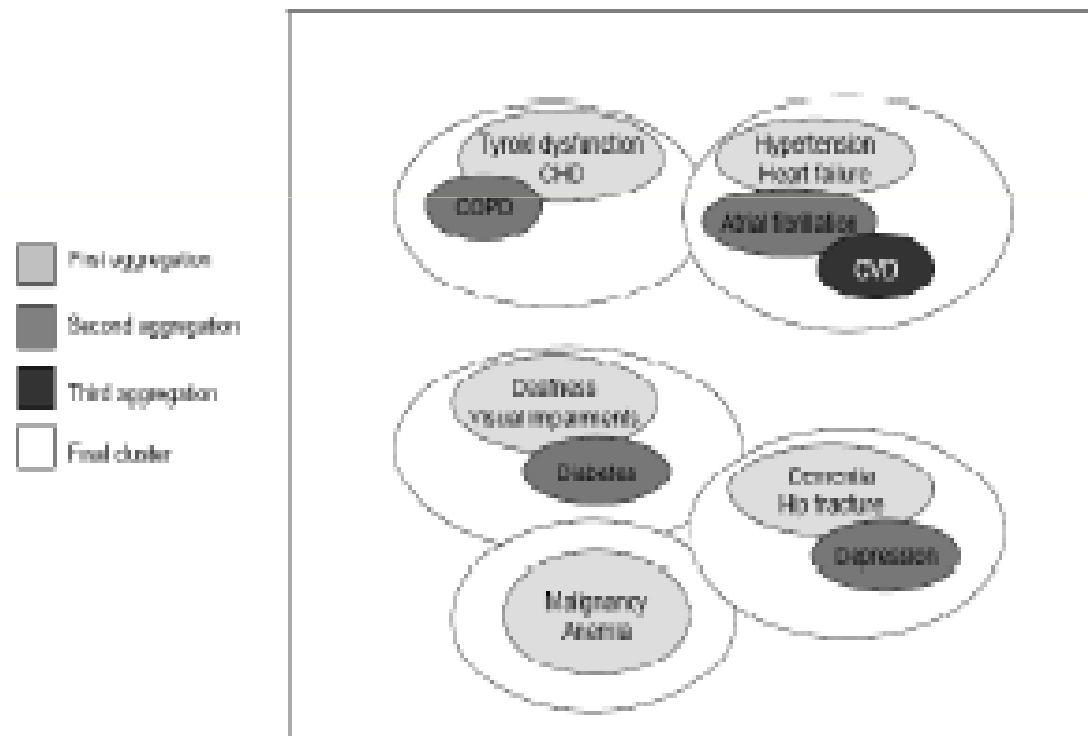 Tyroid dysfunction
CHD
COPD
Hypertension
Heart failure
Atrial fibrillation
CVD
First aggregation
Second aggregation
Third aggregation
Final cluster
Deafness
Visual impairments
Diabetes
Dementia
Hip fracture
Depression
Malignancy
Anemia